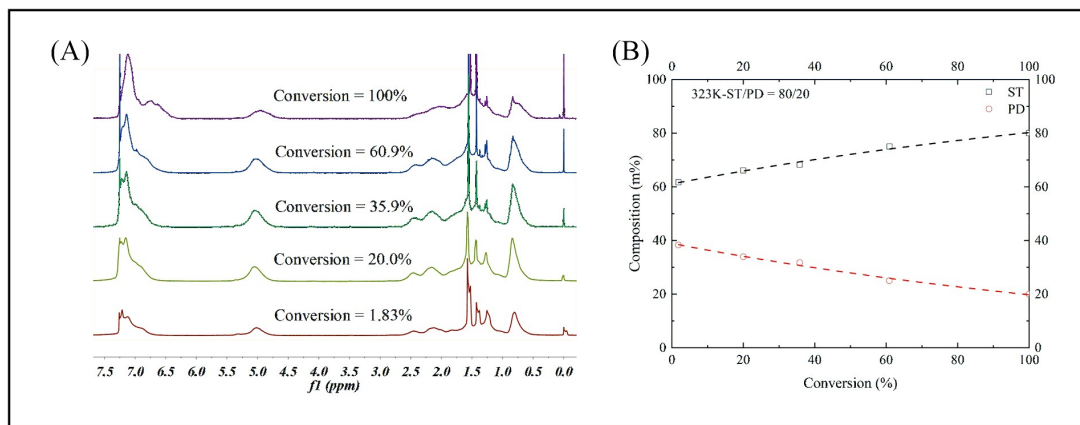 (A)
Conversion = 100%
Conversion = 60.9%
Conversion = 35.9%
Conversion = 20.0%
Conversion = 1.83%
7.5 7.0 6.5 6.0 5.5 5.0 4.5 4.0 3.5 3.0 2.5 2.0 1.5 1.0 0.5 0.0
f1 (ppm)
(B)
0 20 40 60 80 100
100 100
323K-ST/PD = 80/20
ST
PD
80 80
60 60
40 40
20 20
0 0
Composition (m%)
0 20 40 60 80 100
Conversion (%)